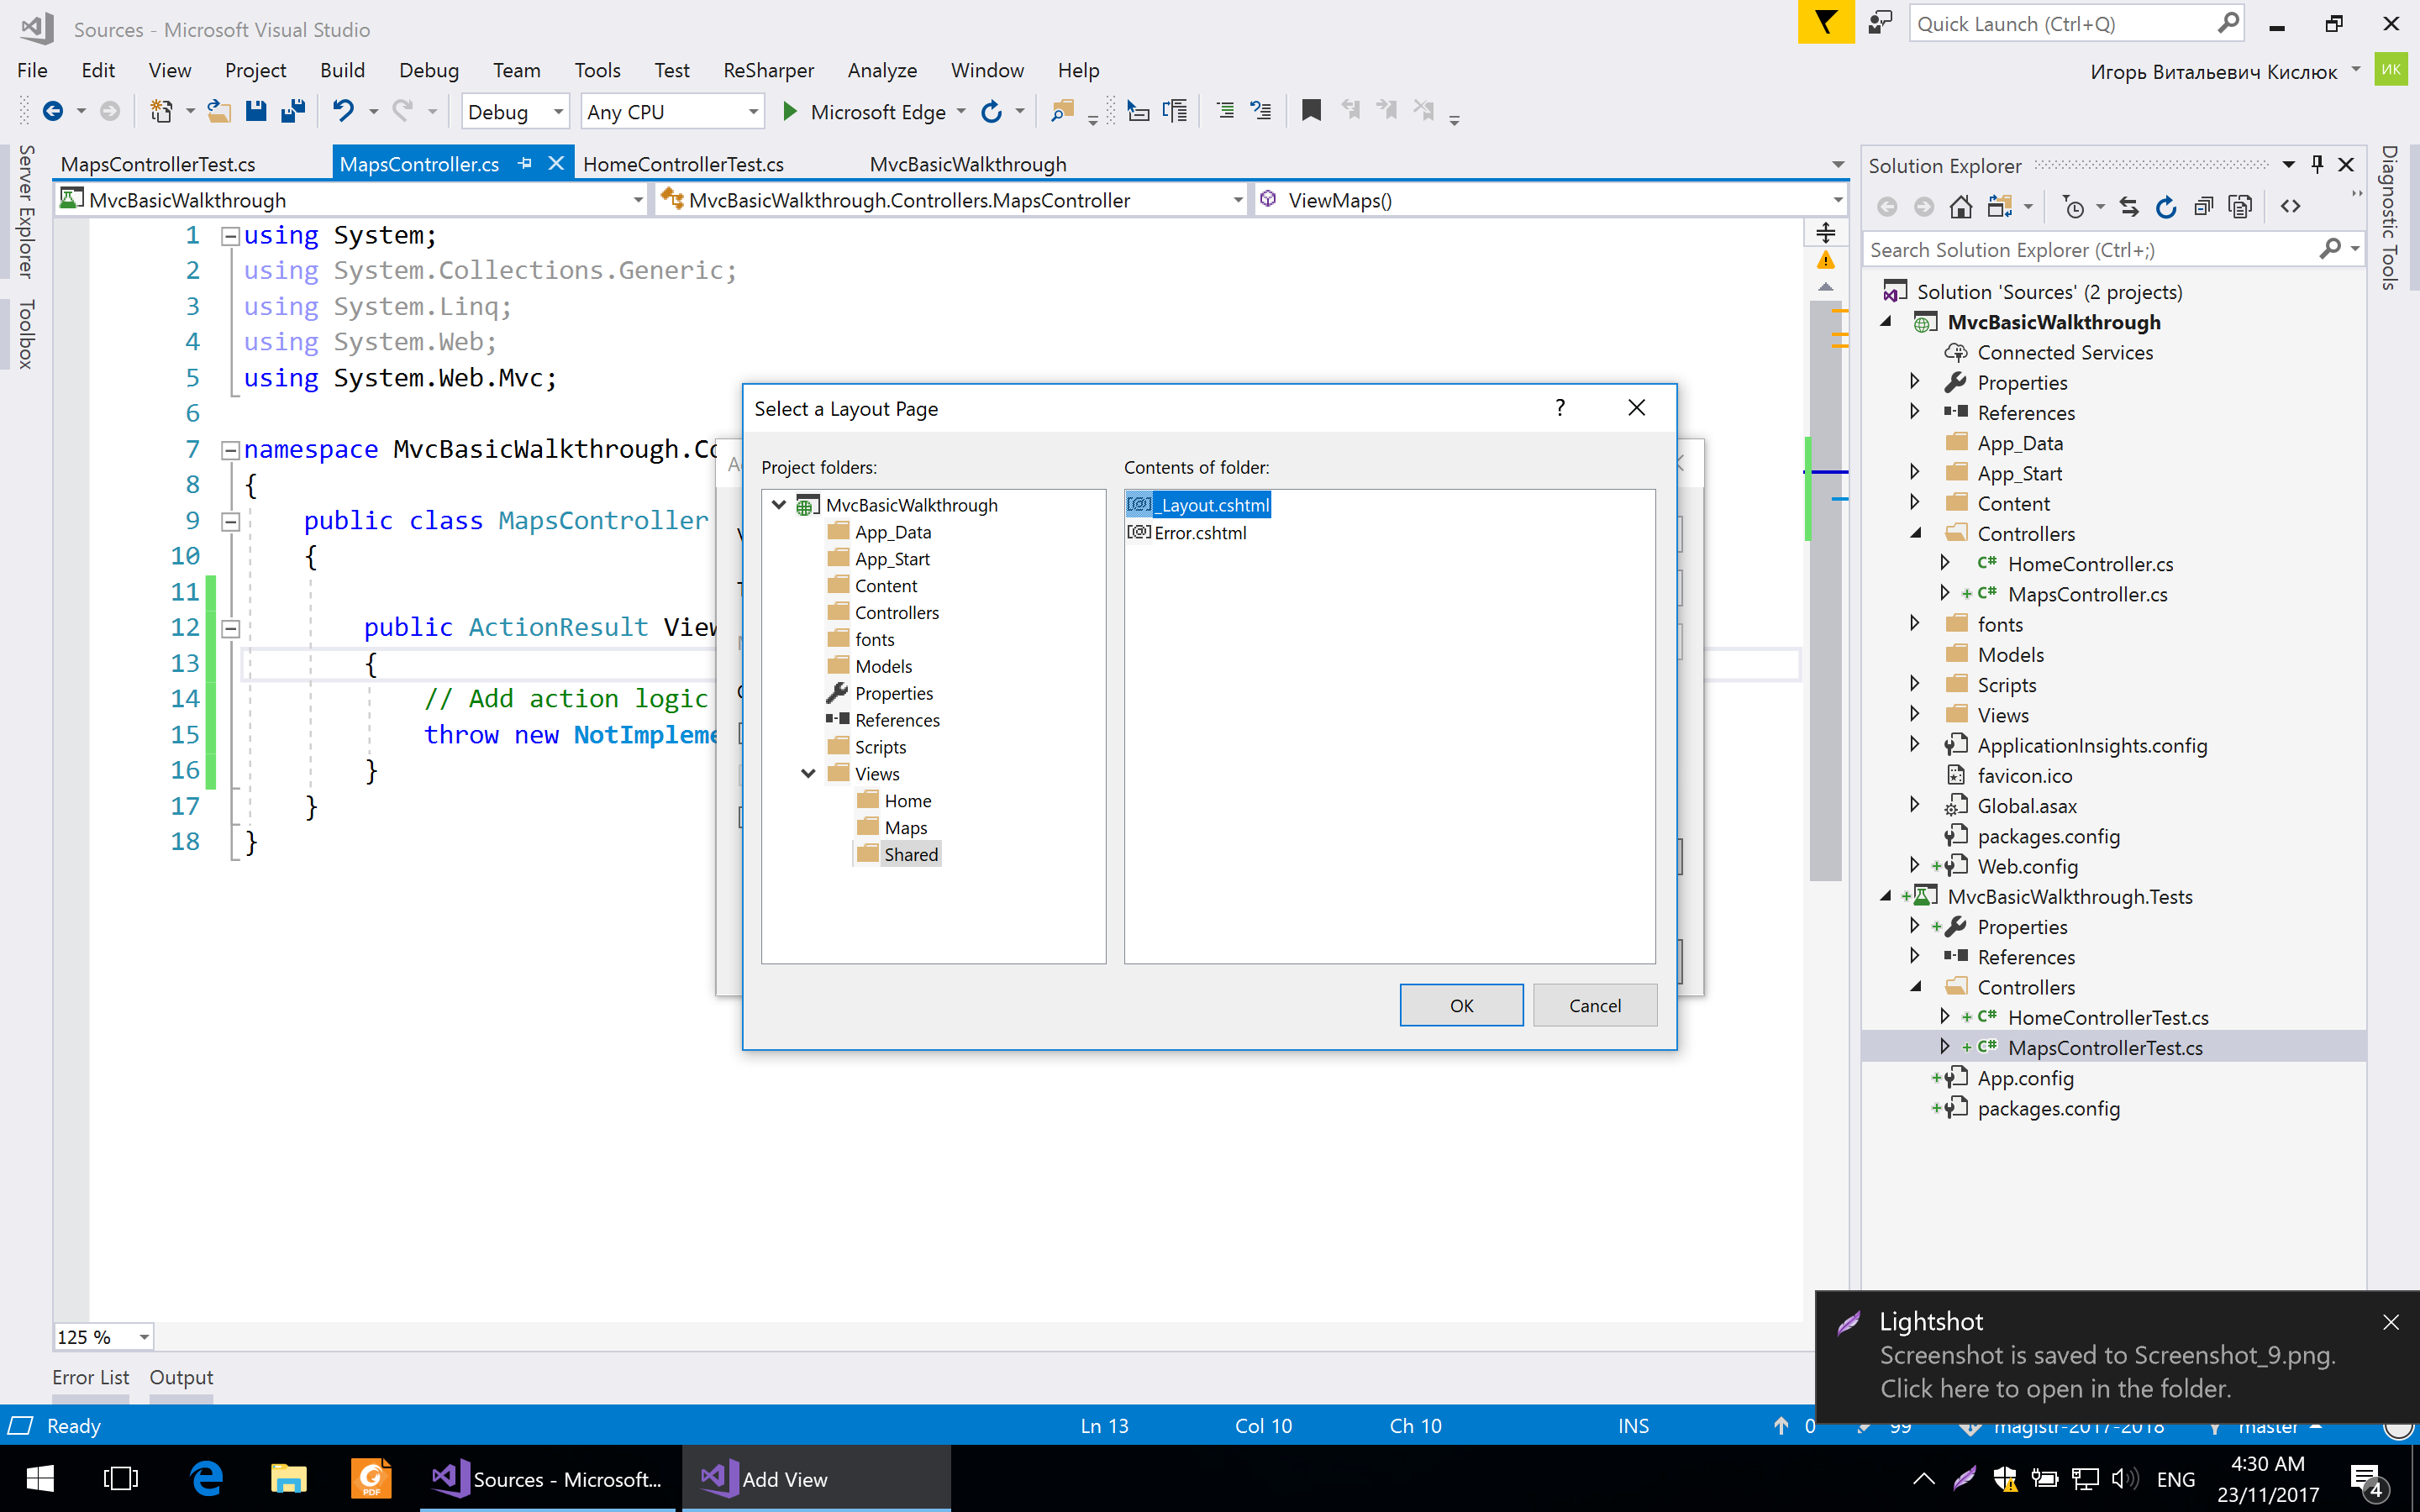 Sources - Microsoft Visual Studio
Quick Launch (Ctrl+Q)
File Edit View Project Build Debug Team Tools Test ReSharper Analyze Window Help
Игорь Витальевич Кислюк
ИК
Debug Any CPU Microsoft Edge
Server Explorer
Toolbox
MapsControllerTest.cs MapsController.cs HomeControllerTest.cs MvcBasicWalkthrough
MvcBasicWalkthrough MvcBasicWalkthrough.Controllers.MapsController ViewMaps()
1 using System;
2 using System.Collections.Generic;
3 using System.Linq;
4 using System.Web;
5 using System.Web.Mvc;
6
7 namespace MvcBasicWalkthrough.Co
8 {
9 public class MapsController
10 {
11
12 public ActionResult View
13 {
14 // Add action logic
15 throw new NotImpleme
16 }
17 }
18 }
Select a Layout Page
?
Project folders:
MvcBasicWalkthrough
App_Data
App_Start
Content
Controllers
fonts
Models
Properties
References
Scripts
Views
Home
Maps
Shared
Contents of folder:
_Layout.cshtml
Error.cshtml
OK Cancel
Solution Explorer
Search Solution Explorer (Ctrl+;)
Solution 'Sources' (2 projects)
MvcBasicWalkthrough
Connected Services
Properties
References
App_Data
App_Start
Content
Controllers
C# HomeController.cs
+ C# MapsController.cs
fonts
Models
Scripts
Views
ApplicationInsights.config
favicon.ico
Global.asax
packages.config
Web.config
MvcBasicWalkthrough.Tests
Properties
References
Controllers
+ C# HomeControllerTest.cs
+ C# MapsControllerTest.cs
App.config
packages.config
Diagnostic Tools
125 %
Error List Output
Lightshot
Screenshot is saved to Screenshot_9.png.
Click here to open in the folder.
Ready Ln 13 Col 10 Ch 10 INS 0 99 magistr-2017-2018 master
Sources - Microsoft... Add View
PDF
ENG
4:30 AM
23/11/2017
4